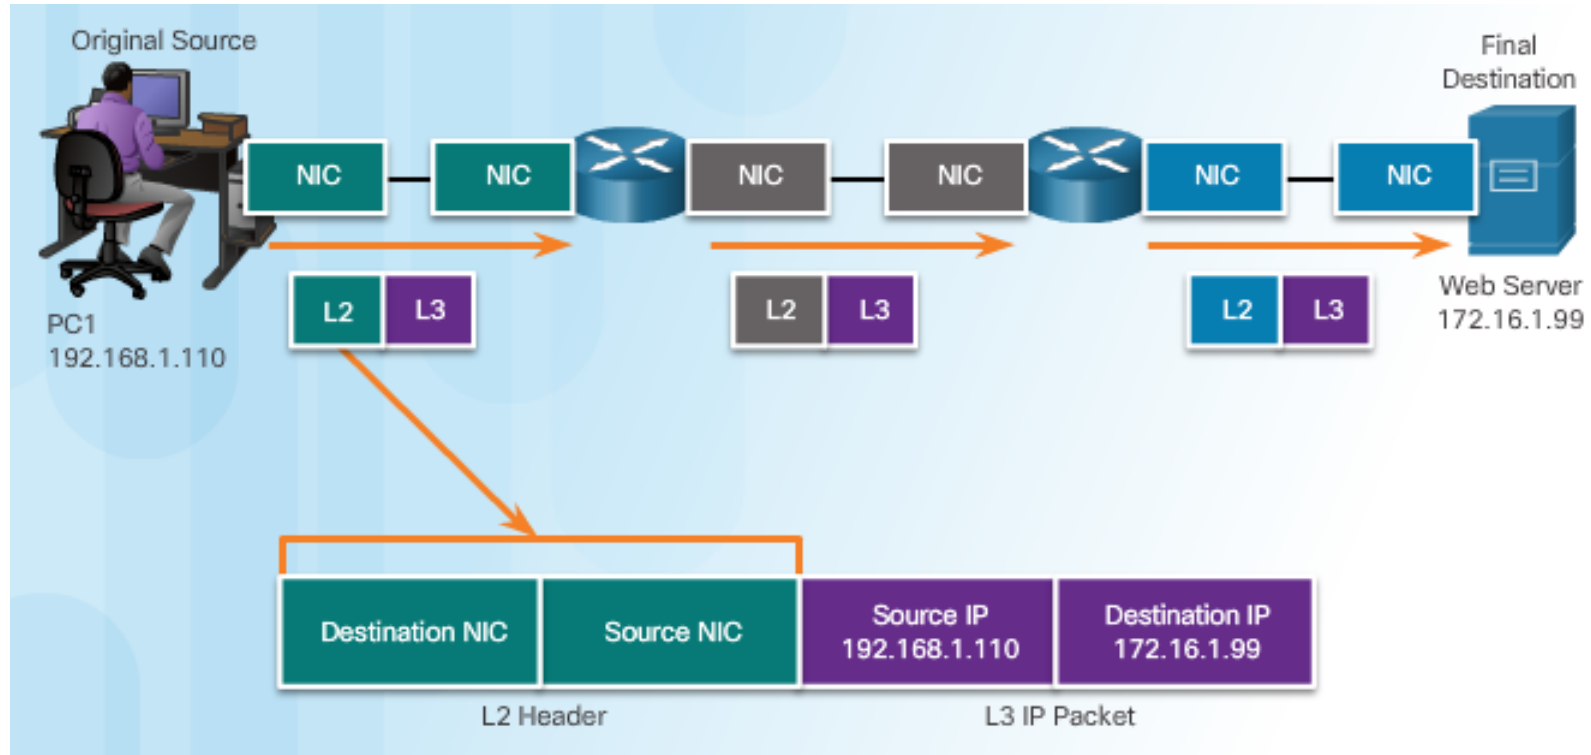 Original Source
Final
Destination
NIC
NIC
NIC
NIC
NIC
NIC
L2
L3
L2
L3
L2
L3
PC1
192.168.1.110
Web Server
172.16.1.99
Destination NIC
Source NIC
Source IP
192.168.1.110
Destination IP
172.16.1.99
L2 Header
L3 IP Packet